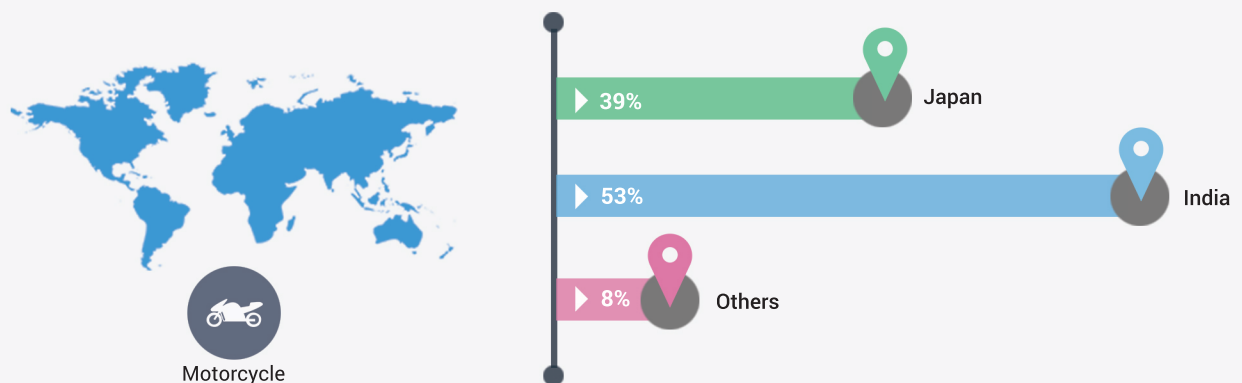 39%
Japan
53%
India
8%
Others
Motorcycle